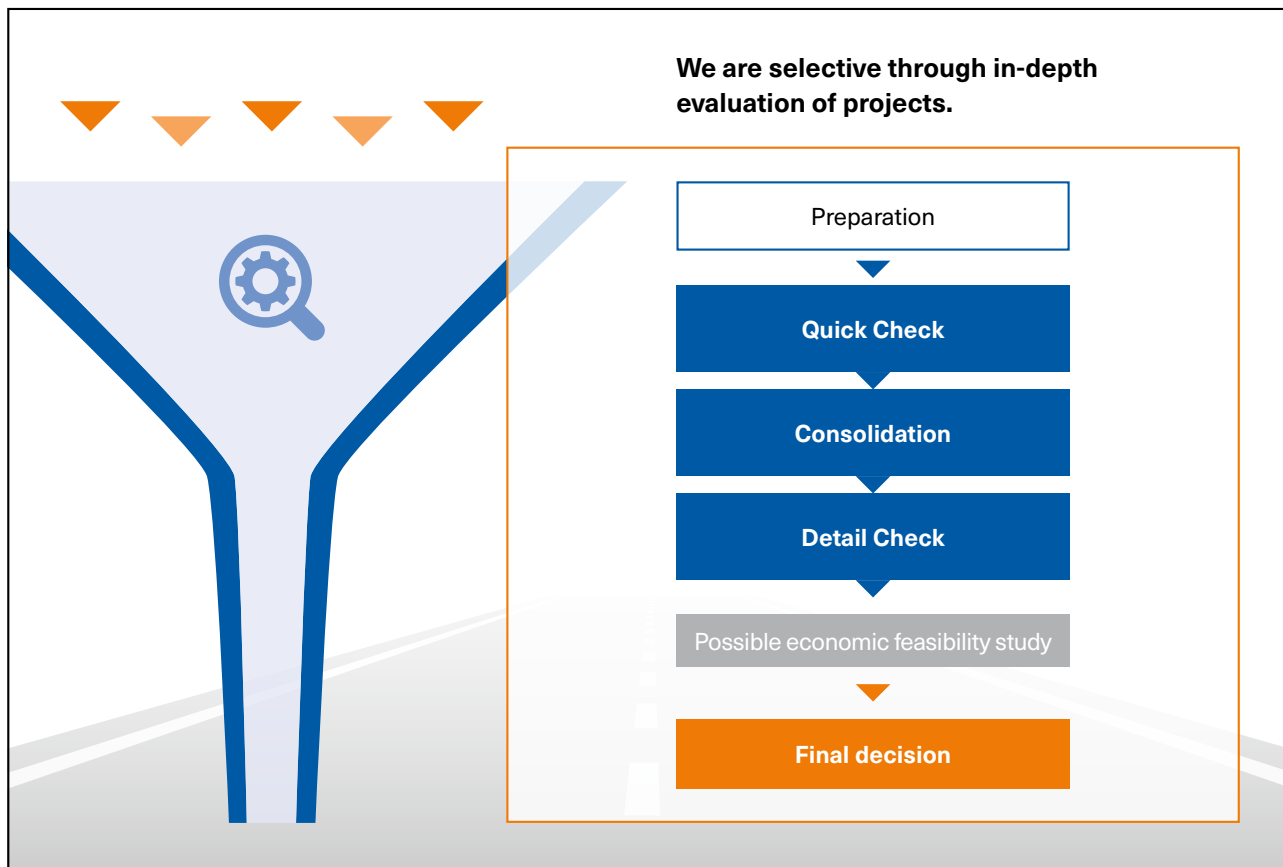 We are selective through in-depth
evaluation of projects.
Preparation
Quick Check
Consolidation
Detail Check
Possible economic feasibility study
Final decision